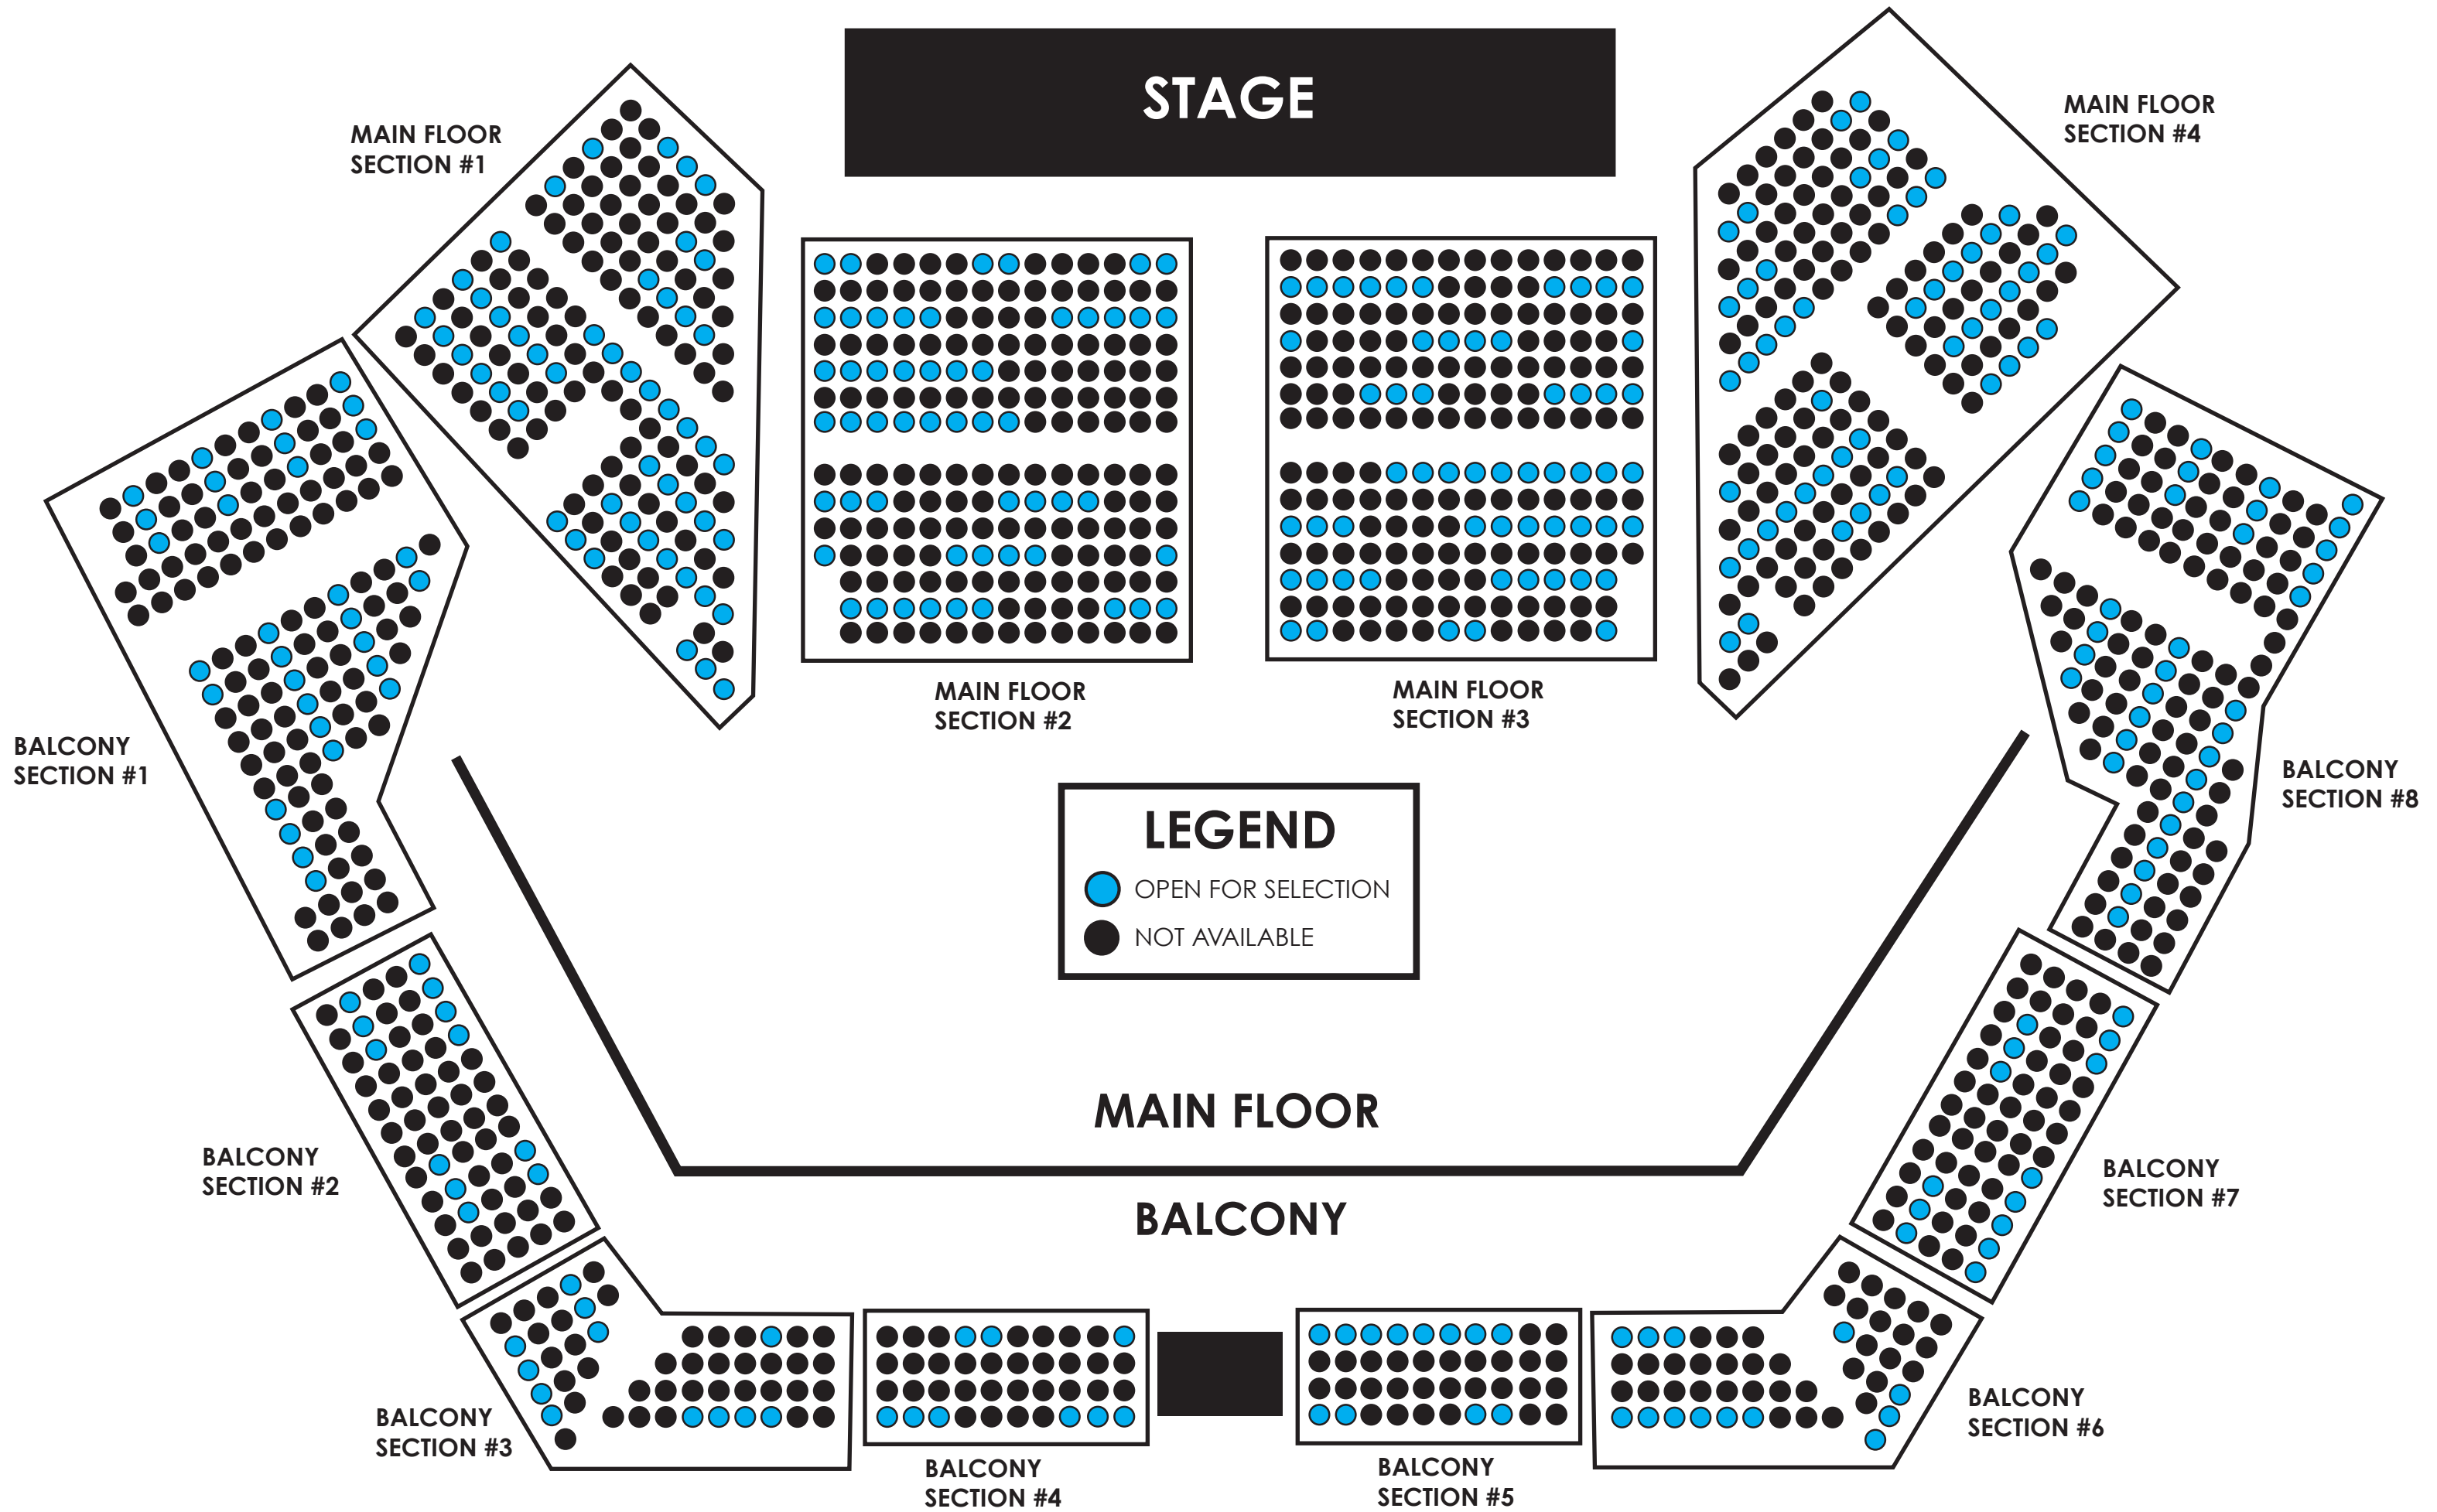 STAGE
MAIN FLOOR
SECTION #1
MAIN FLOOR
SECTION #4
MAIN FLOOR
SECTION #2
MAIN FLOOR
SECTION #3
BALCONY
SECTION #1
BALCONY
SECTION #8
LEGEND
OPEN FOR SELECTION
NOT AVAILABLE
MAIN FLOOR
BALCONY
BALCONY
SECTION #2
BALCONY
SECTION #7
BALCONY
SECTION #3
BALCONY
SECTION #4
BALCONY
SECTION #5
BALCONY
SECTION #6